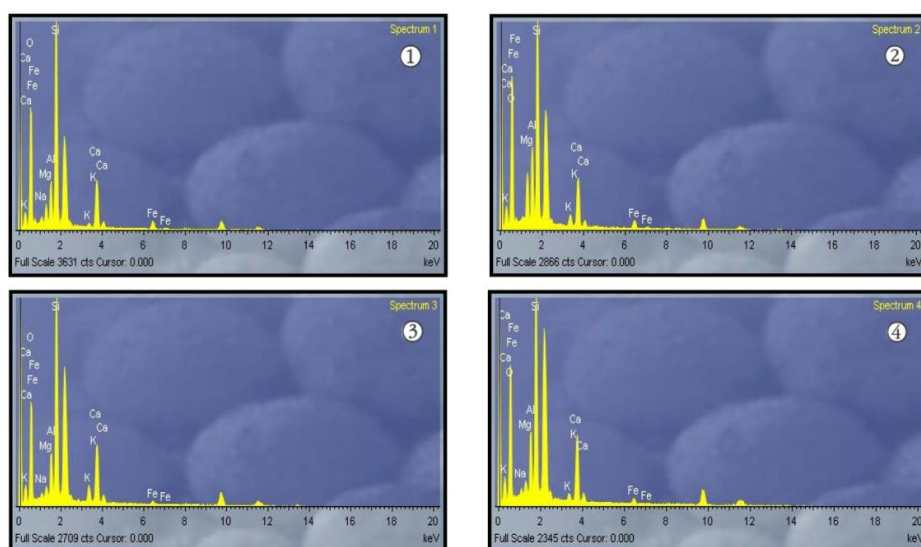 Spectrum 1
①
Si
O
Ca
Fe
Fe
Ca
Al
Mg
Na
K
Ca
Ca
K
K
Fe
Fe
0 2 4 6 8 10 12 14 16 18 20
Full Scale 3631 cts Cursor: 0.000 keV
Spectrum 2
②
Si
Fe
Fe
Ca
Ca
O
Al
Mg
K
Ca
Ca
K
K
Fe
Fe
0 2 4 6 8 10 12 14 16 18 20
Full Scale 2866 cts Cursor: 0.000 keV
Spectrum 3
③
Si
O
Ca
Fe
Fe
Ca
Al
Mg
Na
K
Ca
Ca
K
K
Fe
Fe
0 2 4 6 8 10 12 14 16 18 20
Full Scale 2709 cts Cursor: 0.000 keV
Spectrum 4
④
Si
Ca
Fe
Fe
Ca
O
Al
Mg
Na
K
Ca
K
Ca
K
Fe
Fe
0 2 4 6 8 10 12 14 16 18 20
Full Scale 2345 cts Cursor: 0.000 keV